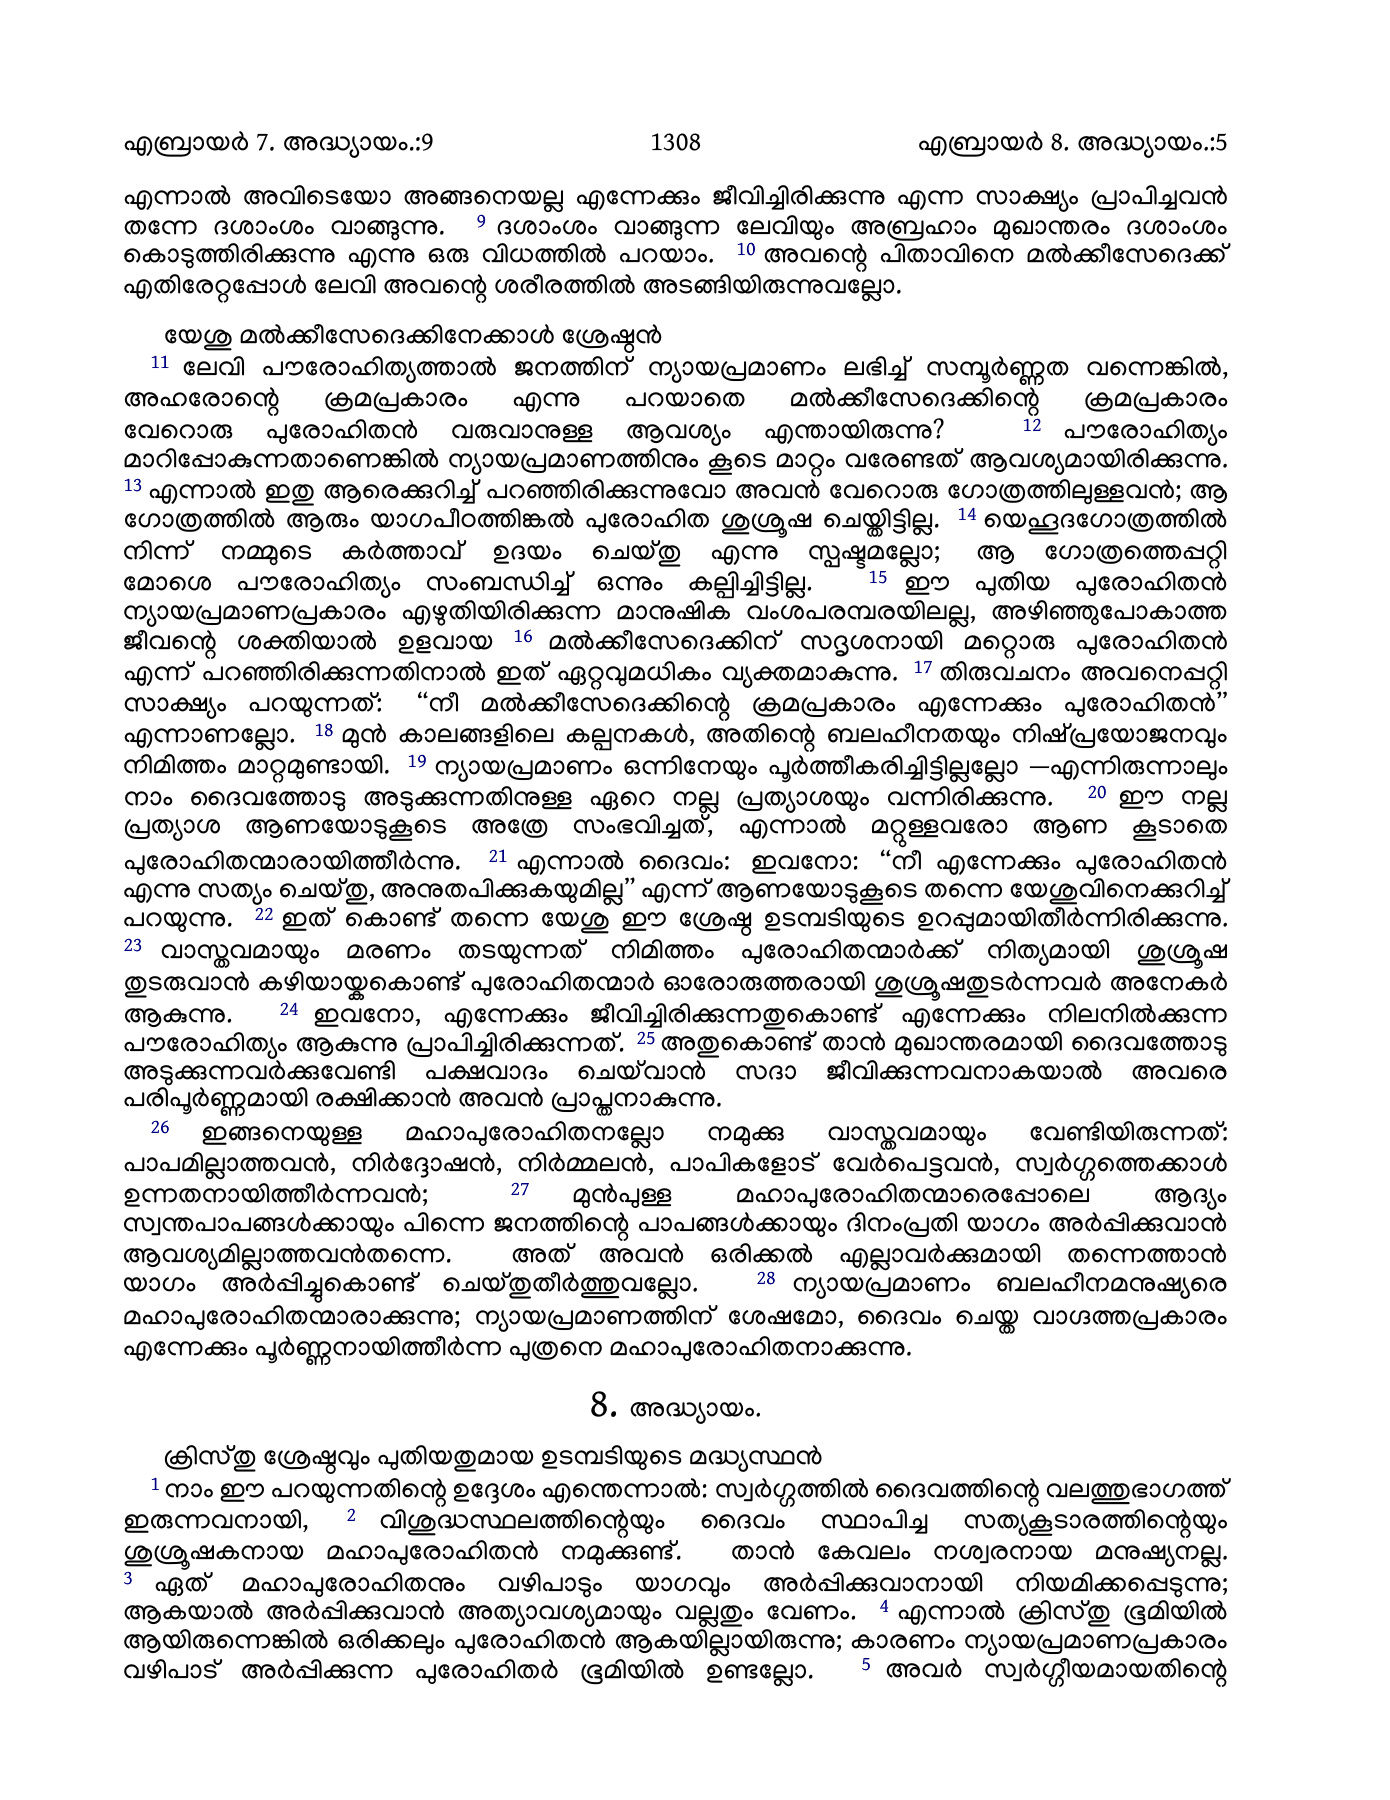 എബ്രായർ 7. അദ്ധ്യായം.:9 1308 എബ്രായർ 8. അദ്ധ്യായം.:5
എന്നാൽ അവിടെയോ അങ്ങനെയല്ല എന്നേക്കും ജീവിച്ചിരിക്കുന്നു എന്ന സാക്ഷ്യം പ്രാപിച്ചവൻ
തന്നേ ദശാംശം വാങ്ങുന്നു. 9 ദശാംശം വാങ്ങുന്ന ലേവിയും അബ്രഹാം മുഖാന്തരം ദശാംശം
കൊടുത്തിരിക്കുന്നു എന്നു ഒരു വിധത്തിൽ പറയാം. 10 അവന്റെ പിതാവിനെ മൽക്കീസേദെക്ക്
എതിരേറ്റപ്പോൾ ലേവി അവന്റെ ശരീരത്തിൽ അടങ്ങിയിരുന്നുവല്ലോ.
യേശു മൽക്കീസേദെക്കിനേക്കാൾ ശ്രേഷ്ഠൻ
11 ലേവി പൗരോഹിത്യത്താൽ ജനത്തിന് ന്യായപ്രമാണം ലഭിച്ച് സമ്പൂർണ്ണത വന്നെങ്കിൽ,
അഹരോന്റെ ക്രമപ്രകാരം എന്നു പറയാതെ മൽക്കീസേദെക്കിന്റെ ക്രമപ്രകാരം
വേറൊരു പുരോഹിതൻ വരുവാനുള്ള ആവശ്യം എന്തായിരുന്നു? 12 പൗരോഹിത്യം
മാറിപ്പോകുന്നതാണെങ്കിൽ ന്യായപ്രമാണത്തിനും കൂടെ മാറ്റം വരേണ്ടത് ആവശ്യമായിരിക്കുന്നു.
13 എന്നാൽ ഇതു ആരെക്കുറിച്ച് പറഞ്ഞിരിക്കുന്നുവോ അവൻ വേറൊരു ഗോത്രത്തിലുള്ളവൻ; ആ
ഗോത്രത്തിൽ ആരും യാഗപീഠത്തിങ്കൽ പുരോഹിത ശുശ്രൂഷ ചെയ്തിട്ടില്ല. 14 യെഹൂദഗോത്രത്തിൽ
നിന്ന് നമ്മുടെ കർത്താവ് ഉദയം ചെയ്തു എന്നു സ്പഷ്ടമല്ലോ; ആ ഗോത്രത്തെപ്പറ്റി
മോശെ പൗരോഹിത്യം സംബന്ധിച്ച് ഒന്നും കല്പിച്ചിട്ടില്ല. 15 ഈ പുതിയ പുരോഹിതൻ
ന്യായപ്രമാണപ്രകാരം എഴുതിയിരിക്കുന്ന മാനുഷിക വംശപരമ്പരയിലല്ല, അഴിഞ്ഞുപോകാത്ത
ജീവന്റെ ശക്തിയാൽ ഉളവായ 16 മൽക്കീസേദെക്കിന് സദൃശനായി മറ്റൊരു പുരോഹിതൻ
എന്ന് പറഞ്ഞിരിക്കുന്നതിനാൽ ഇത് ഏറ്റവുമധികം വ്യക്തമാകുന്നു. 17 തിരുവചനം അവനെപ്പറ്റി
സാക്ഷ്യം പറയുന്നത്: “നീ മൽക്കീസേദെക്കിന്റെ ക്രമപ്രകാരം എന്നേക്കും പുരോഹിതൻ”
എന്നാണല്ലോ. 18 മുൻ കാലങ്ങളിലെ കല്പനകൾ, അതിന്റെ ബലഹീനതയും നിഷ്പ്രയോജനവും
നിമിത്തം മാറ്റമുണ്ടായി. 19 ന്യായപ്രമാണം ഒന്നിനേയും പൂർത്തീകരിച്ചിട്ടില്ലല്ലോ —എന്നിരുന്നാലും
നാം ദൈവത്തോടു അടുക്കുന്നതിനുള്ള ഏറെ നല്ല പ്രത്യാശയും വന്നിരിക്കുന്നു. 20 ഈ നല്ല
പ്രത്യാശ ആണയോടുകൂടെ അത്രേ സംഭവിച്ചത്, എന്നാൽ മറ്റുള്ളവരോ ആണ കൂടാതെ
പുരോഹിതന്മാരായിത്തീർന്നു. 21 എന്നാൽ ദൈവം: ഇവനോ: “നീ എന്നേക്കും പുരോഹിതൻ
എന്നു സത്യം ചെയ്തു, അനുതപിക്കുകയുമില്ല” എന്ന് ആണയോടുകൂടെ തന്നെ യേശുവിനെക്കുറിച്ച്
പറയുന്നു. 22 ഇത് കൊണ്ട് തന്നെ യേശു ഈ ശ്രേഷ്ഠ ഉടമ്പടിയുടെ ഉറപ്പുമായിതീർന്നിരിക്കുന്നു.
23 വാസ്തവമായും മരണം തടയുന്നത് നിമിത്തം പുരോഹിതന്മാർക്ക് നിത്യമായി ശുശ്രൂഷ
തുടരുവാൻ കഴിയായ്കകൊണ്ട് പുരോഹിതന്മാർ ഓരോരുത്തരായി ശുശ്രൂഷതുടർന്നവർ അനേകർ
ആകുന്നു. 24 ഇവനോ, എന്നേക്കും ജീവിച്ചിരിക്കുന്നതുകൊണ്ട് എന്നേക്കും നിലനിൽക്കുന്ന
പൗരോഹിത്യം ആകുന്നു പ്രാപിച്ചിരിക്കുന്നത്. 25 അതുകൊണ്ട് താൻ മുഖാന്തരമായി ദൈവത്തോടു
അടുക്കുന്നവർക്കുവേണ്ടി പക്ഷവാദം ചെയ്‌വാൻ സദാ ജീവിക്കുന്നവനാകയാൽ അവരെ
പരിപൂർണ്ണമായി രക്ഷിക്കാൻ അവൻ പ്രാപ്തനാകുന്നു.
26 ഇങ്ങനെയുള്ള മഹാപുരോഹിതനല്ലോ നമുക്കു വാസ്തവമായും വേണ്ടിയിരുന്നത്:
പാപമില്ലാത്തവൻ, നിർദ്ദോഷൻ, നിർമ്മലൻ, പാപികളോട് വേർപെട്ടവൻ, സ്വർഗ്ഗത്തെക്കാൾ
ഉന്നതനായിത്തീർന്നവൻ; 27 മുൻപുള്ള മഹാപുരോഹിതന്മാരെപ്പോലെ ആദ്യം
സ്വന്തപാപങ്ങൾക്കായും പിന്നെ ജനത്തിന്റെ പാപങ്ങൾക്കായും ദിനംപ്രതി യാഗം അർപ്പിക്കുവാൻ
ആവശ്യമില്ലാത്തവൻതന്നെ. അത് അവൻ ഒരിക്കൽ എല്ലാവർക്കുമായി തന്നെത്താൻ
യാഗം അർപ്പിച്ചുകൊണ്ട് ചെയ്തുതീർത്തുവല്ലോ. 28 ന്യായപ്രമാണം ബലഹീനമനുഷ്യരെ
മഹാപുരോഹിതന്മാരാക്കുന്നു; ന്യായപ്രമാണത്തിന് ശേഷമോ, ദൈവം ചെയ്ത വാഗ്ദത്തപ്രകാരം
എന്നേക്കും പൂർണ്ണനായിത്തീർന്ന പുത്രനെ മഹാപുരോഹിതനാക്കുന്നു.
8. അദ്ധ്യായം.
ക്രിസ്തു ശ്രേഷ്ഠവും പുതിയതുമായ ഉടമ്പടിയുടെ മദ്ധ്യസ്ഥൻ
1 നാം ഈ പറയുന്നതിന്റെ ഉദ്ദേശം എന്തെന്നാൽ: സ്വർഗ്ഗത്തിൽ ദൈവത്തിന്റെ വലത്തുഭാഗത്ത്
ഇരുന്നവനായി, 2 വിശുദ്ധസ്ഥലത്തിന്റെയും ദൈവം സ്ഥാപിച്ച സത്യകൂടാരത്തിന്റെയും
ശുശ്രൂഷകനായ മഹാപുരോഹിതൻ നമുക്കുണ്ട്. താൻ കേവലം നശ്വരനായ മനുഷ്യനല്ല.
3 ഏത് മഹാപുരോഹിതനും വഴിപാടും യാഗവും അർപ്പിക്കുവാനായി നിയമിക്കപ്പെടുന്നു;
ആകയാൽ അർപ്പിക്കുവാൻ അത്യാവശ്യമായും വല്ലതും വേണം. 4 എന്നാൽ ക്രിസ്തു ഭൂമിയിൽ
ആയിരുന്നെങ്കിൽ ഒരിക്കലും പുരോഹിതൻ ആകയില്ലായിരുന്നു; കാരണം ന്യായപ്രമാണപ്രകാരം
വഴിപാട് അർപ്പിക്കുന്ന പുരോഹിതർ ഭൂമിയിൽ ഉണ്ടല്ലോ. 5 അവർ സ്വർഗ്ഗീയമായതിന്റെ